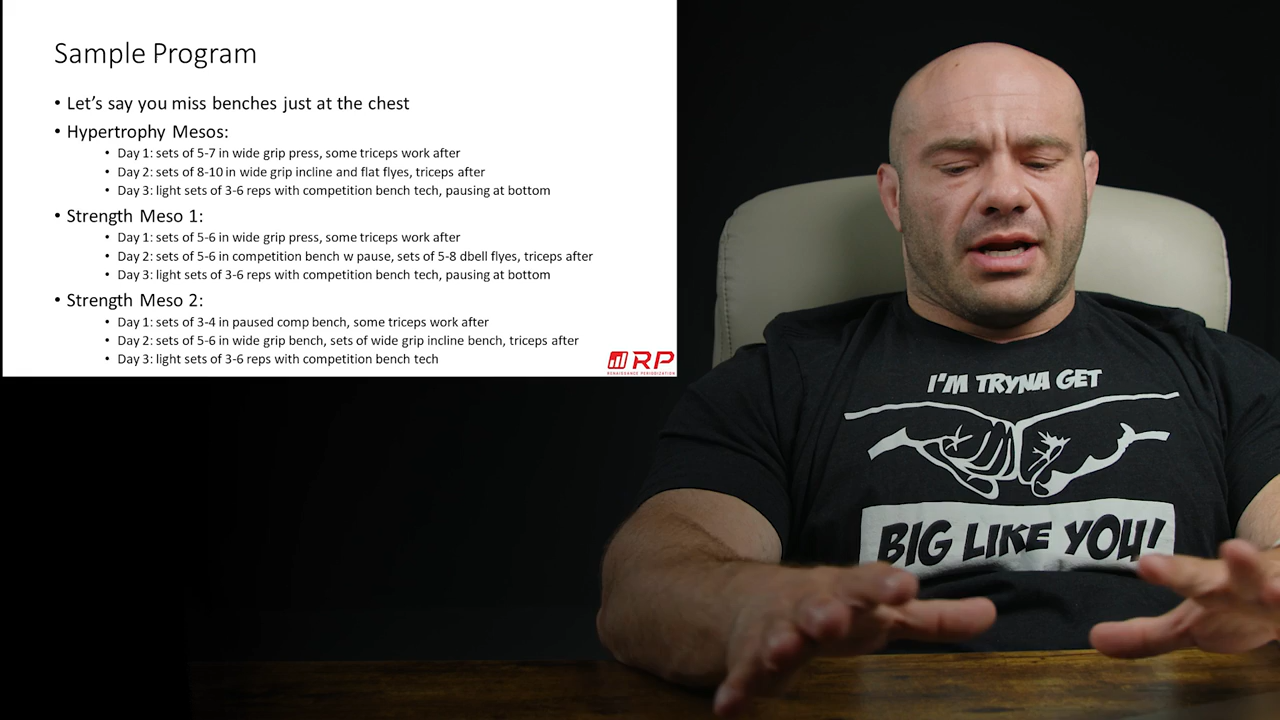 Sample Program
• Let's say you miss benches just at the chest
• Hypertrophy Mesos:
• Day 1: sets of 5-7 in wide grip press, some triceps work after
• Day 2: sets of 8-10 in wide grip incline and flat flyes, triceps after
• Day 3: light sets of 3-6 reps with competition bench tech, pausing at bottom
• Strength Meso 1:
• Day 1: sets of 5-6 in wide grip press, some triceps work after
• Day 2: sets of 5-6 in competition bench w pause, sets of 5-8 dbell flyes, triceps after
• Day 3: light sets of 3-6 reps with competition bench tech, pausing at bottom
• Strength Meso 2:
• Day 1: sets of 3-4 in paused comp bench, some triceps work after
• Day 2: sets of 5-6 in wide grip bench, sets of wide grip incline bench, triceps after
• Day 3: light sets of 3-6 reps with competition bench tech
RP
RENAISSANCE PERIODIZATION
I'M TRYNA GET
BIG LIKE YOU!